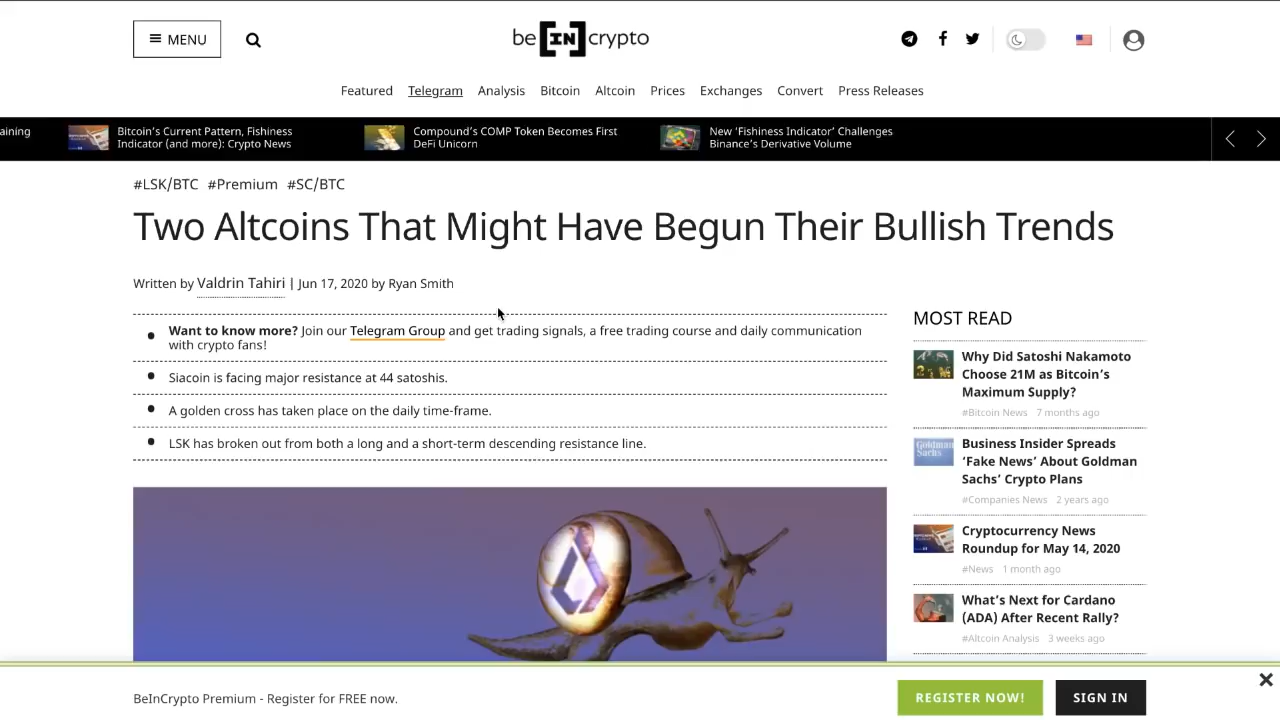 MENU
be[IN]crypto
Featured Telegram Analysis Bitcoin Altcoin Prices Exchanges Convert Press Releases
aining
Bitcoin's Current Pattern, Fishiness
Indicator (and more): Crypto News
Compound's COMP Token Becomes First
DeFi Unicorn
New 'Fishiness Indicator' Challenges
Binance's Derivative Volume
#LSK/BTC #Premium #SC/BTC
Two Altcoins That Might Have Begun Their Bullish Trends
Written by Valdrin Tahiri | Jun 17, 2020 by Ryan Smith
Want to know more? Join our Telegram Group and get trading signals, a free trading course and daily communication
with crypto fans!
Siacoin is facing major resistance at 44 satoshis.
A golden cross has taken place on the daily time-frame.
LSK has broken out from both a long and a short-term descending resistance line.
MOST READ
Why Did Satoshi Nakamoto
Choose 21M as Bitcoin's
Maximum Supply?
#Bitcoin News 7 months ago
Goldman
Sachs
Business Insider Spreads
'Fake News' About Goldman
Sachs' Crypto Plans
#Companies News 2 years ago
Cryptocurrency News
Roundup for May 14, 2020
#News 1 month ago
What's Next for Cardano
(ADA) After Recent Rally?
#Altcoin Analysis 3 weeks ago
BeInCrypto Premium - Register for FREE now.
REGISTER NOW!
SIGN IN